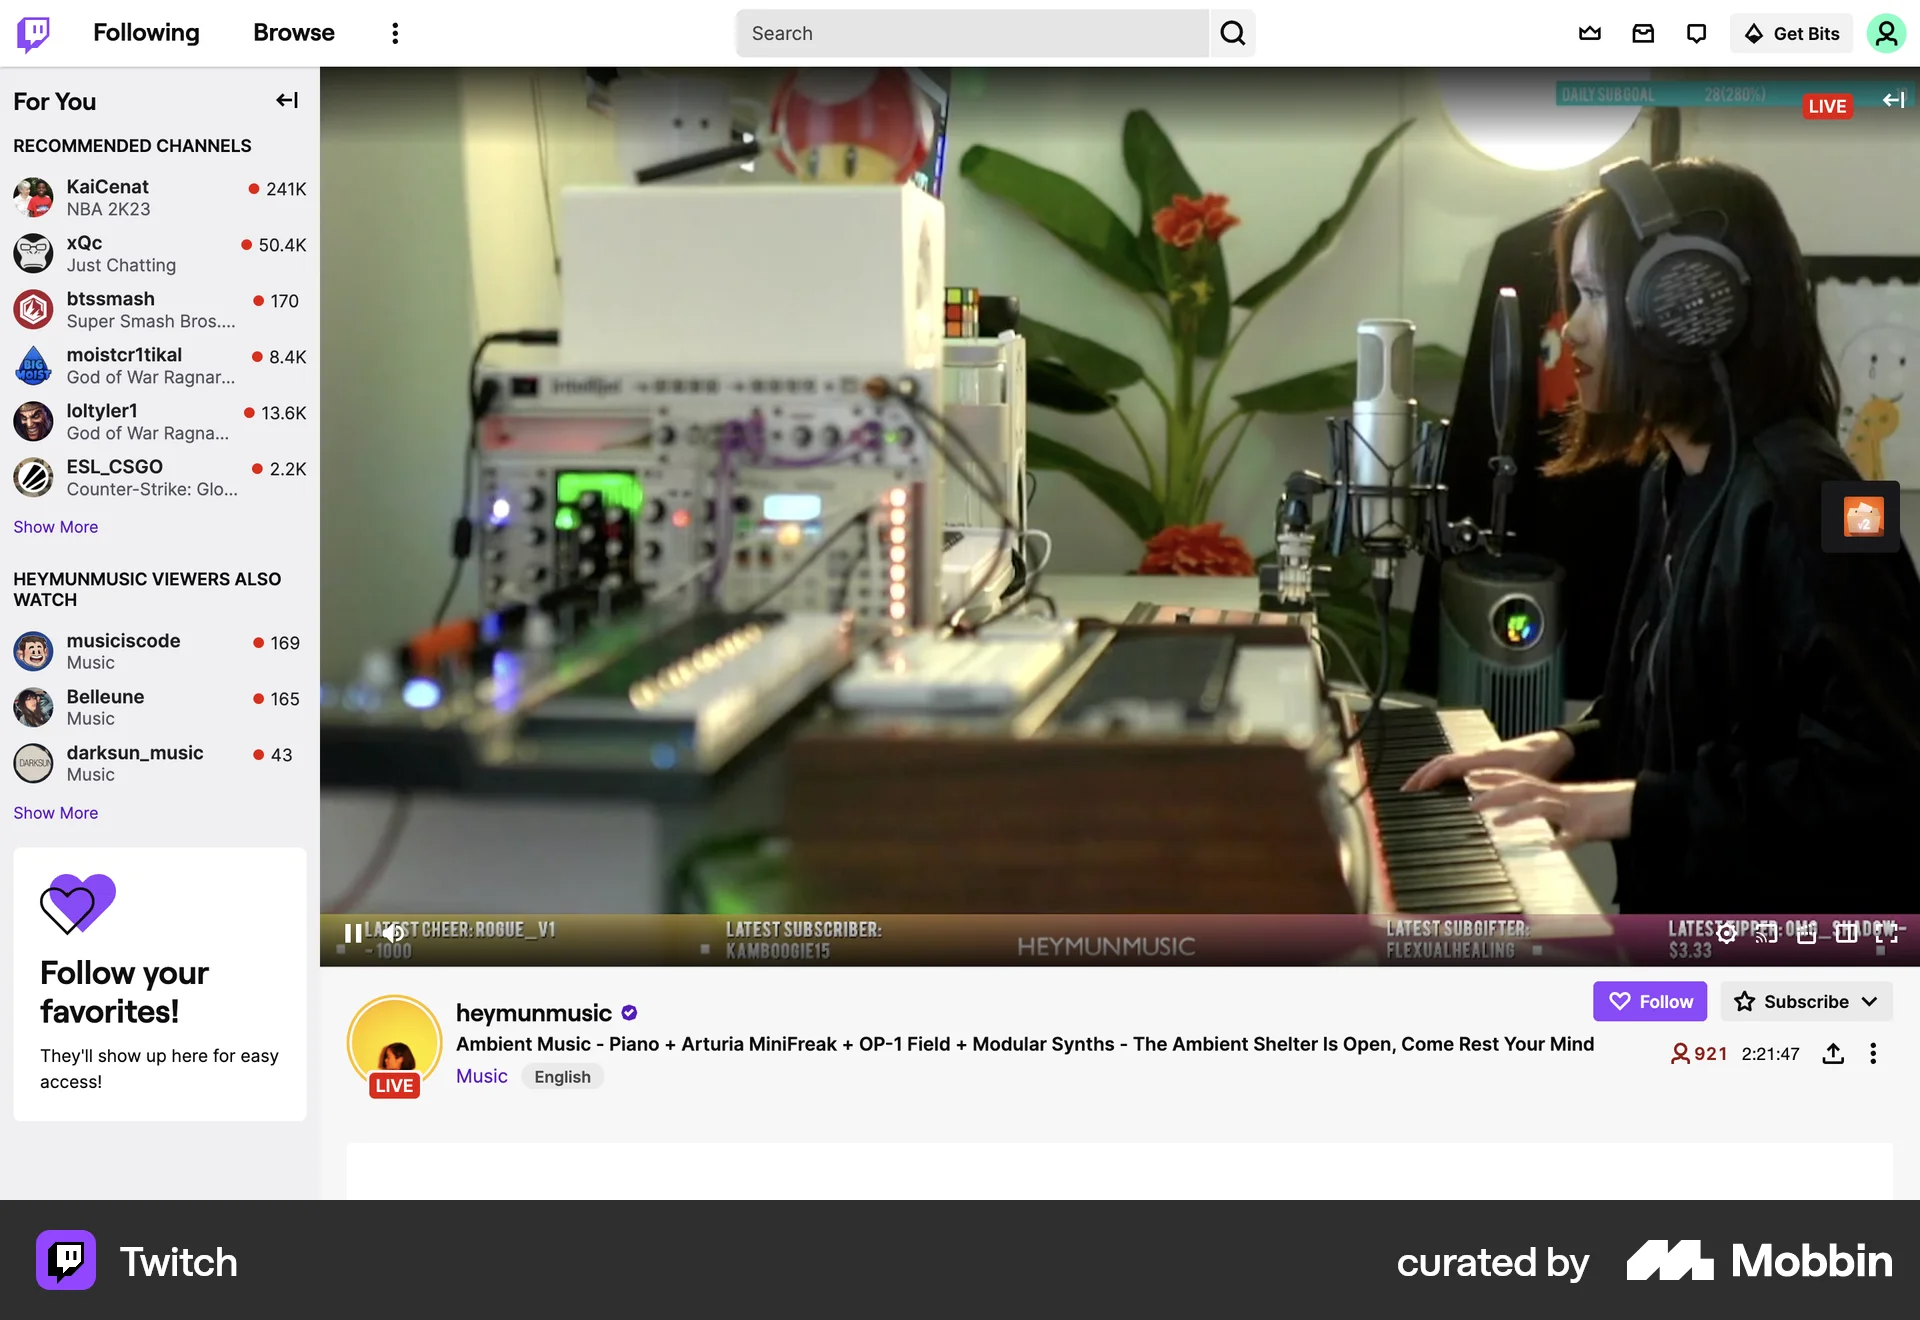 Following
Browse
Search
Get Bits
For You
RECOMMENDED CHANNELS
KaiCenat
241K
NBA 2K23
xQc
50.4K
Just Chatting
btssmash
170
Super Smash Bros....
moistcr1tikal
8.4K
God of War Ragnar...
loltyler1
13.6K
God of War Ragna...
ESL_CSGO
2.2K
Counter-Strike: Glo...
Show More
HEYMUNMUSIC VIEWERS ALSO
WATCH
musiciscode
169
Music
Belleune
165
Music
darksun_music
43
Music
Show More
Follow your
favorites!
They'll show up here for easy
access!
DAILY SUBGOAL 28(280%)
LIVE
BIG
MOIST
v2
LATEST CHEER: ROGUE_V1
- 1000
LATEST SUBSCRIBER:
KAMBOOGIE15
HEYMUNMUSIC
LATEST SUBGIFTER:
FLEXUALHEALING
LATEST TIPPER: OMG_SHADOW-
$3.33
heymunmusic
Follow
Subscribe
Ambient Music - Piano + Arturia MiniFreak + OP-1 Field + Modular Synths - The Ambient Shelter Is Open, Come Rest Your Mind
921 2:21:47
Music
English
LIVE
Twitch
curated by Mobbin